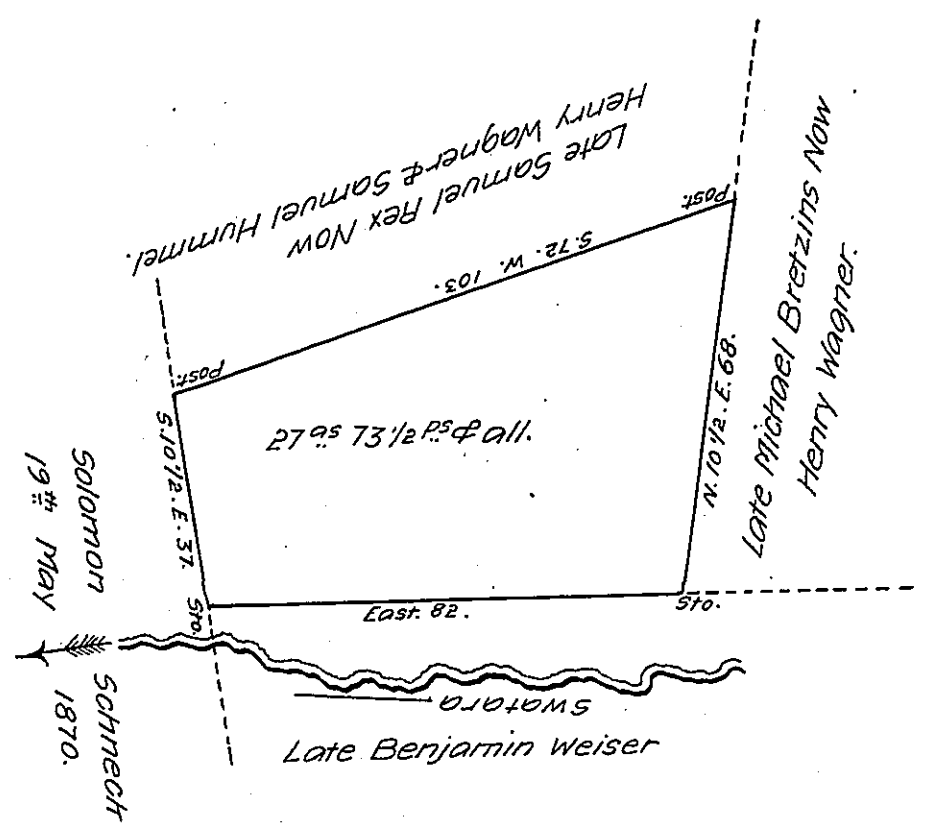 Late Samuel Rex Now
Henry Wagner & Samuel Hummel.
Post.
S.72. W. 103.
Post.
Late Michael Bretzins Now
Henry Wagner.
N. 10 1/2. E. 68.
27 as 73 1/2 ps & all.
S. 10 1/2. E. 37.
Solomon Schneck
19th May 1870.
Sto.
East. 82.
Sto.
Swatara
Late Benjamin Weiser